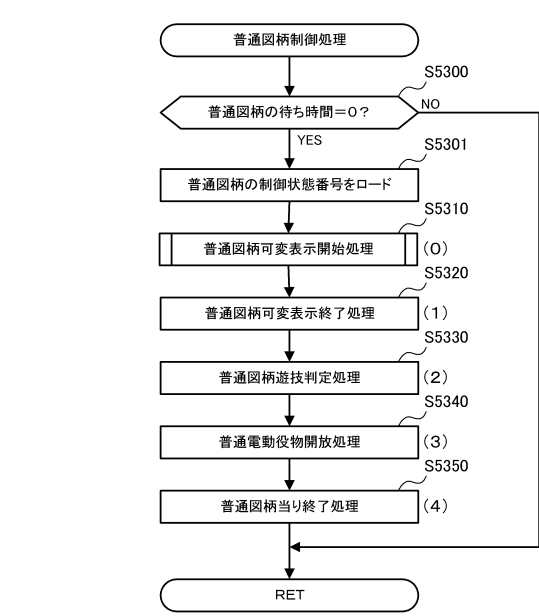 普通図柄制御処理
S5300
普通図柄の待ち時間＝０？
NO
YES
S5301
普通図柄の制御状態番号をロード
S5310
普通図柄可変表示開始処理
（０）
S5320
普通図柄可変表示終了処理
（１）
S5330
普通図柄遊技判定処理
（２）
S5340
普通電動役物開放処理
（３）
S5350
普通図柄当り終了処理
（４）
RET